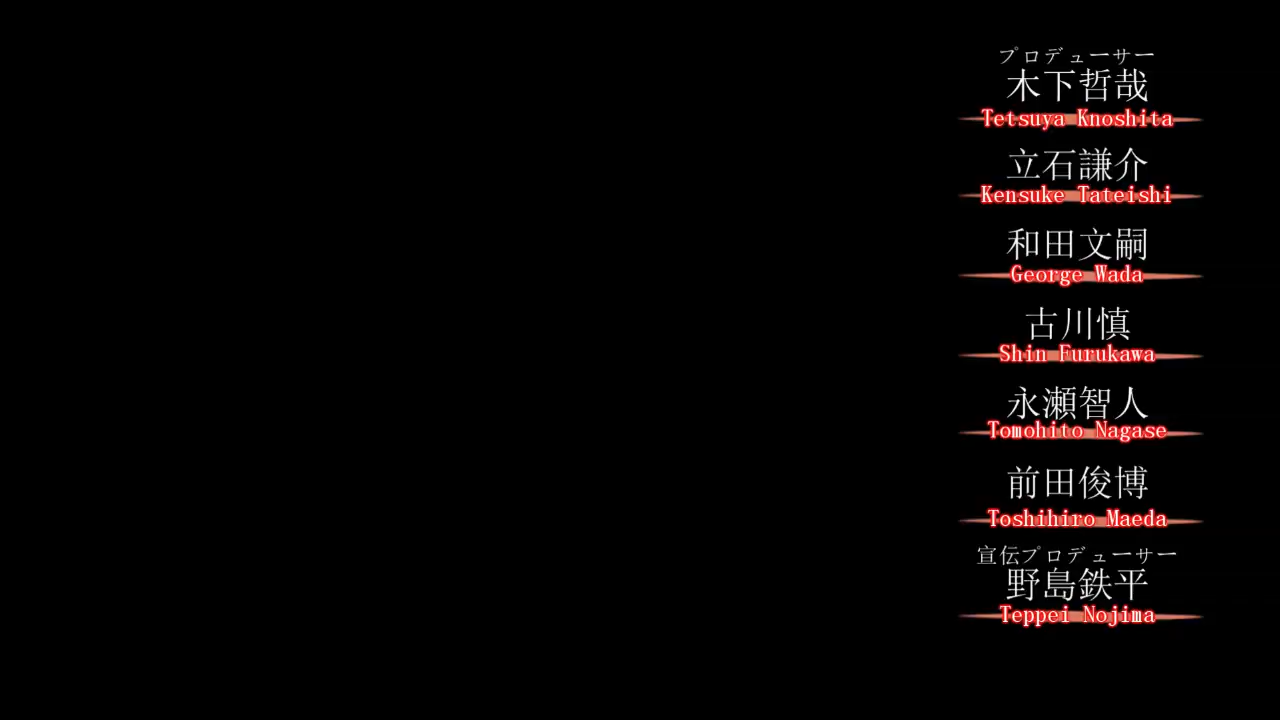 プロデューサー
木下哲哉
Tetsuya Knoshita
立石謙介
Kensuke Tateishi
和田文嗣
George Wada
古川慎
Shin Furukawa
永瀬智人
Tomohito Nagase
前田俊博
Toshihiro Maeda
宣伝プロデューサー
野島鉄平
Teppei Nojima